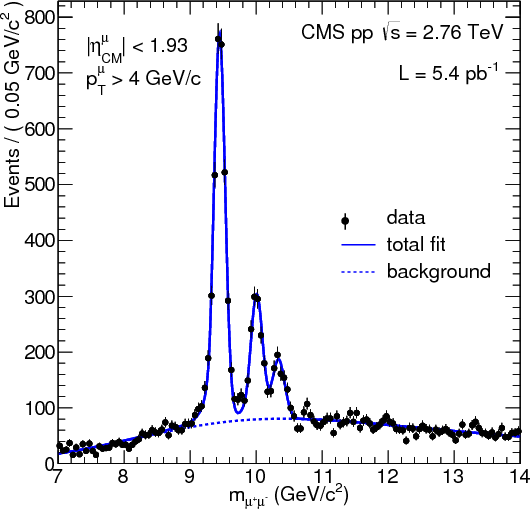 800
700
600
500
400
300
200
100
0
Events / ( 0.05 GeV/c² )
|η^μ_CM| < 1.93
p^μ_T > 4 GeV/c
CMS pp √s = 2.76 TeV
L = 5.4 pb⁻¹
data
total fit
background
7 8 9 10 11 12 13 14
m_μ⁺μ⁻ (GeV/c²)